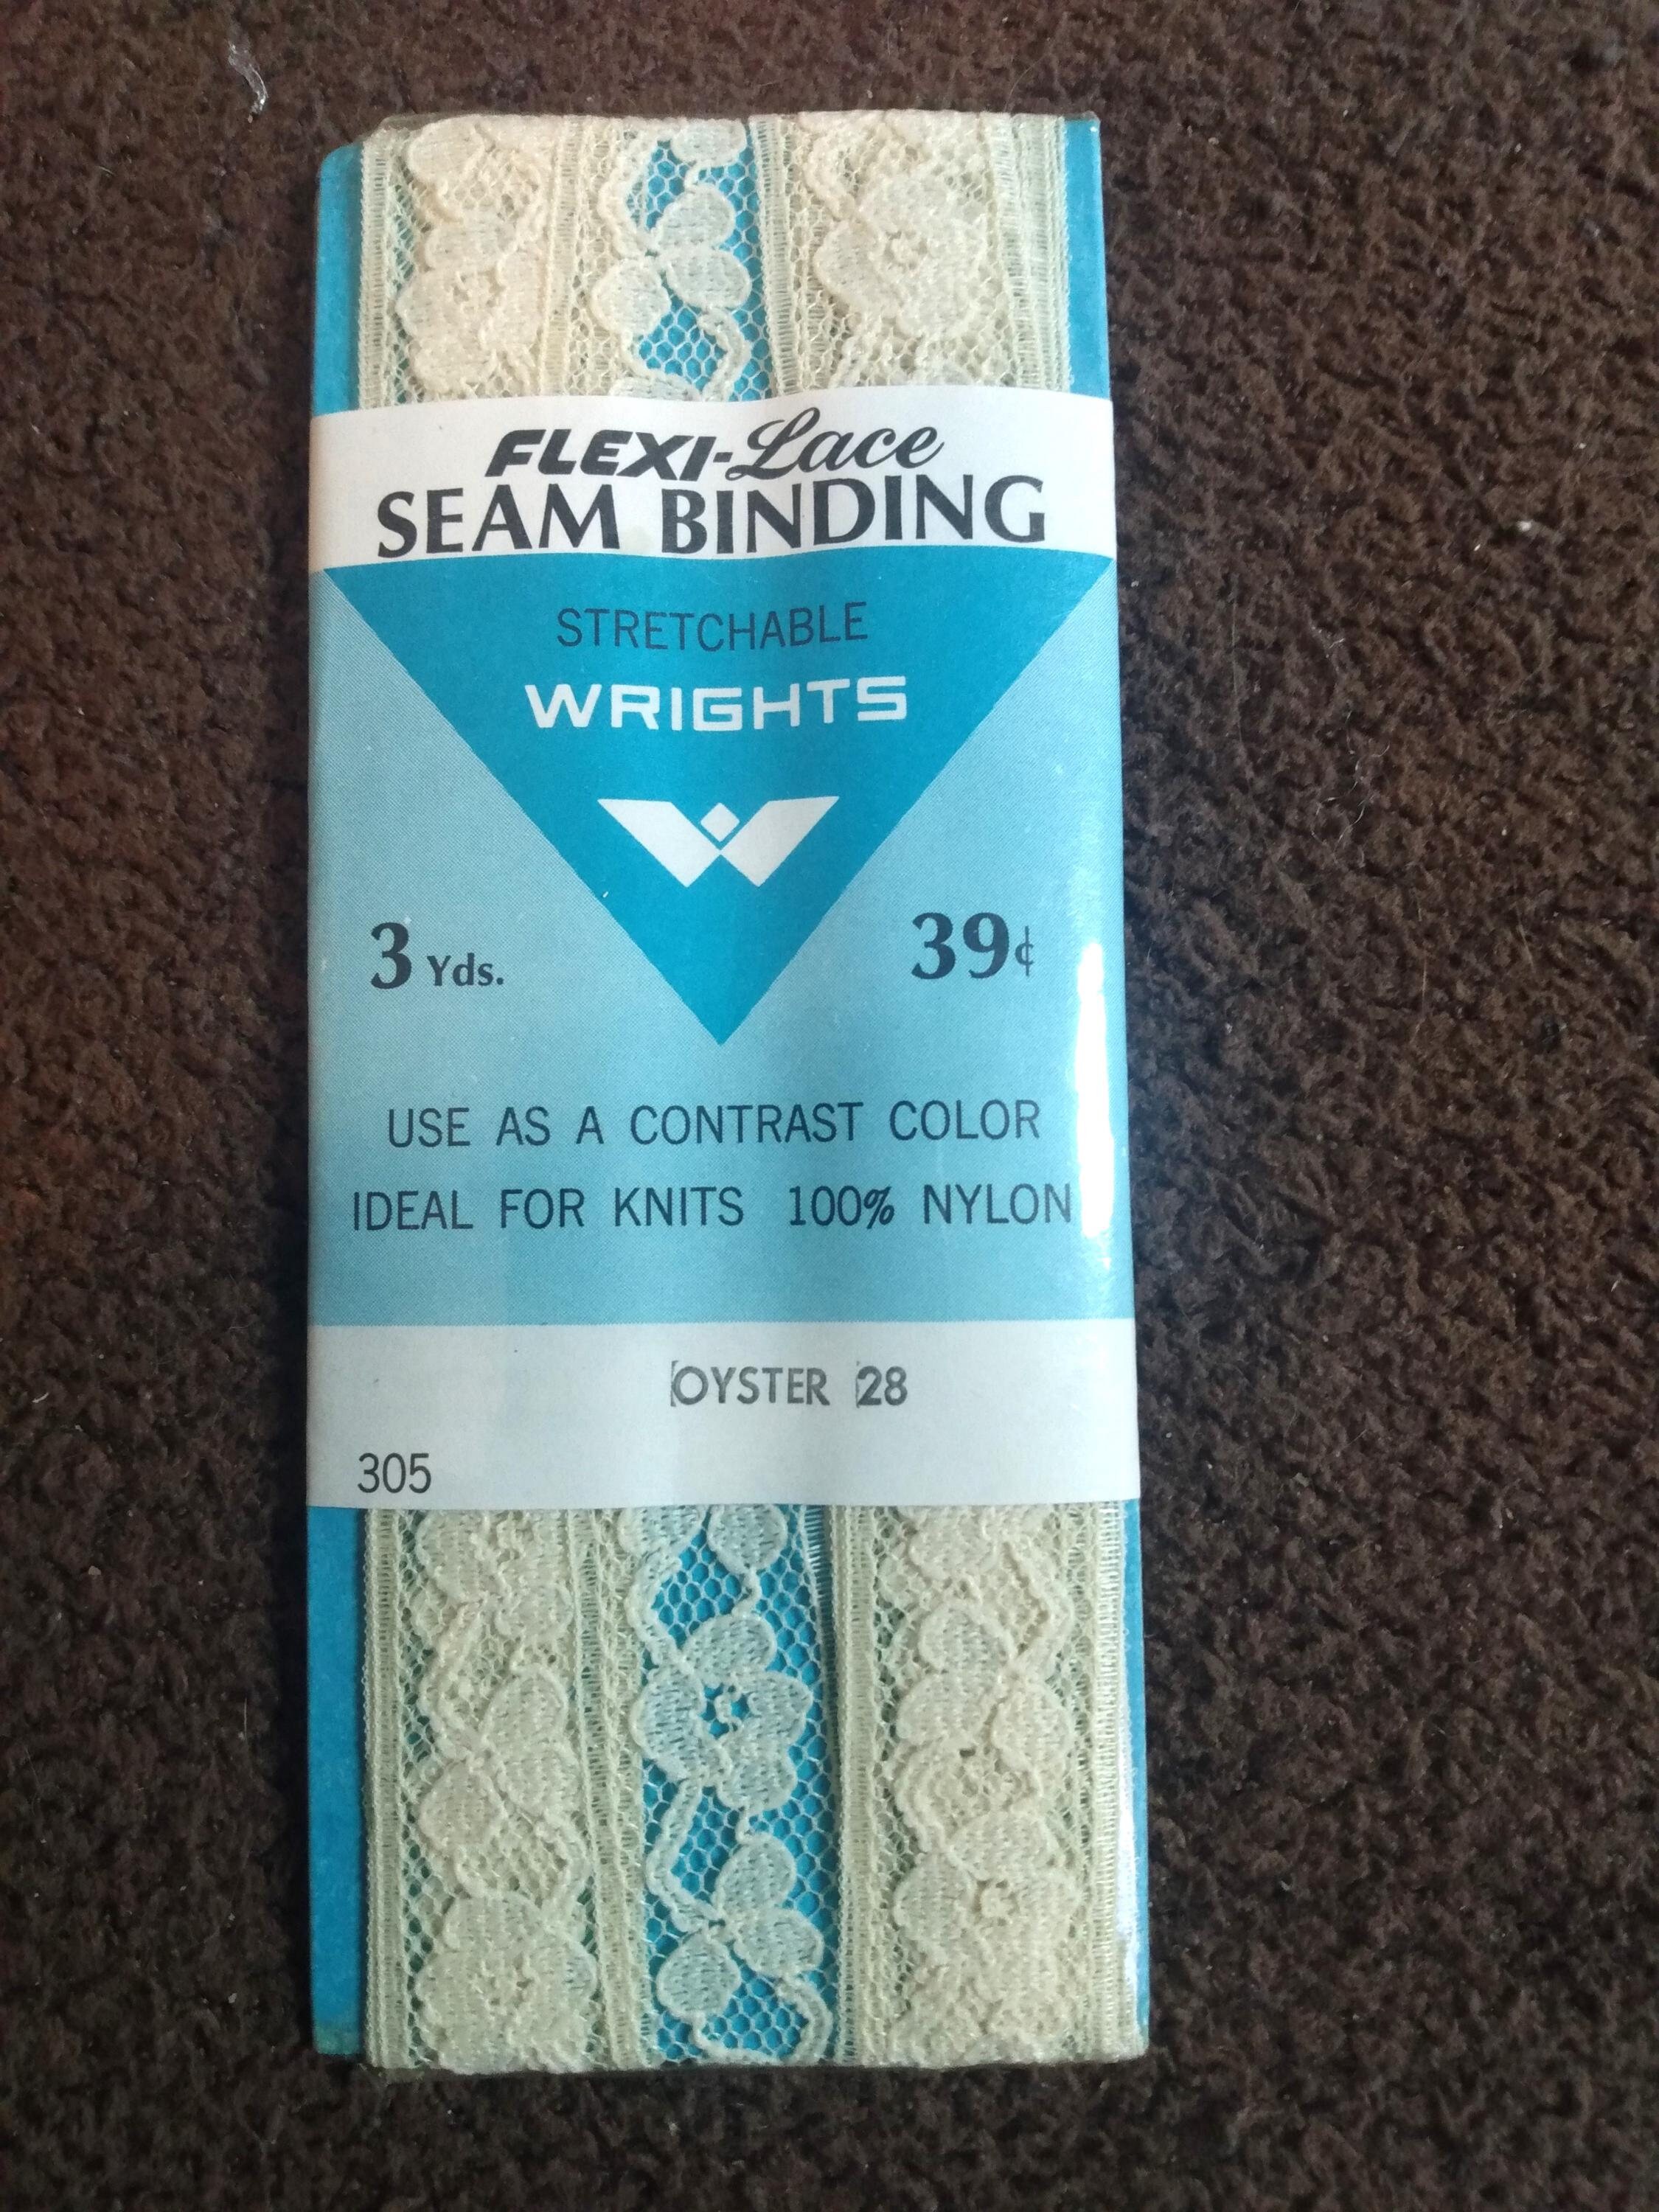 FLEXI-Lace
SEAM BINDING
STRETCHABLE
WRIGHTS
W
3 Yds. 39¢
USE AS A CONTRAST COLOR
IDEAL FOR KNITS 100% NYLON
OYSTER 28
305